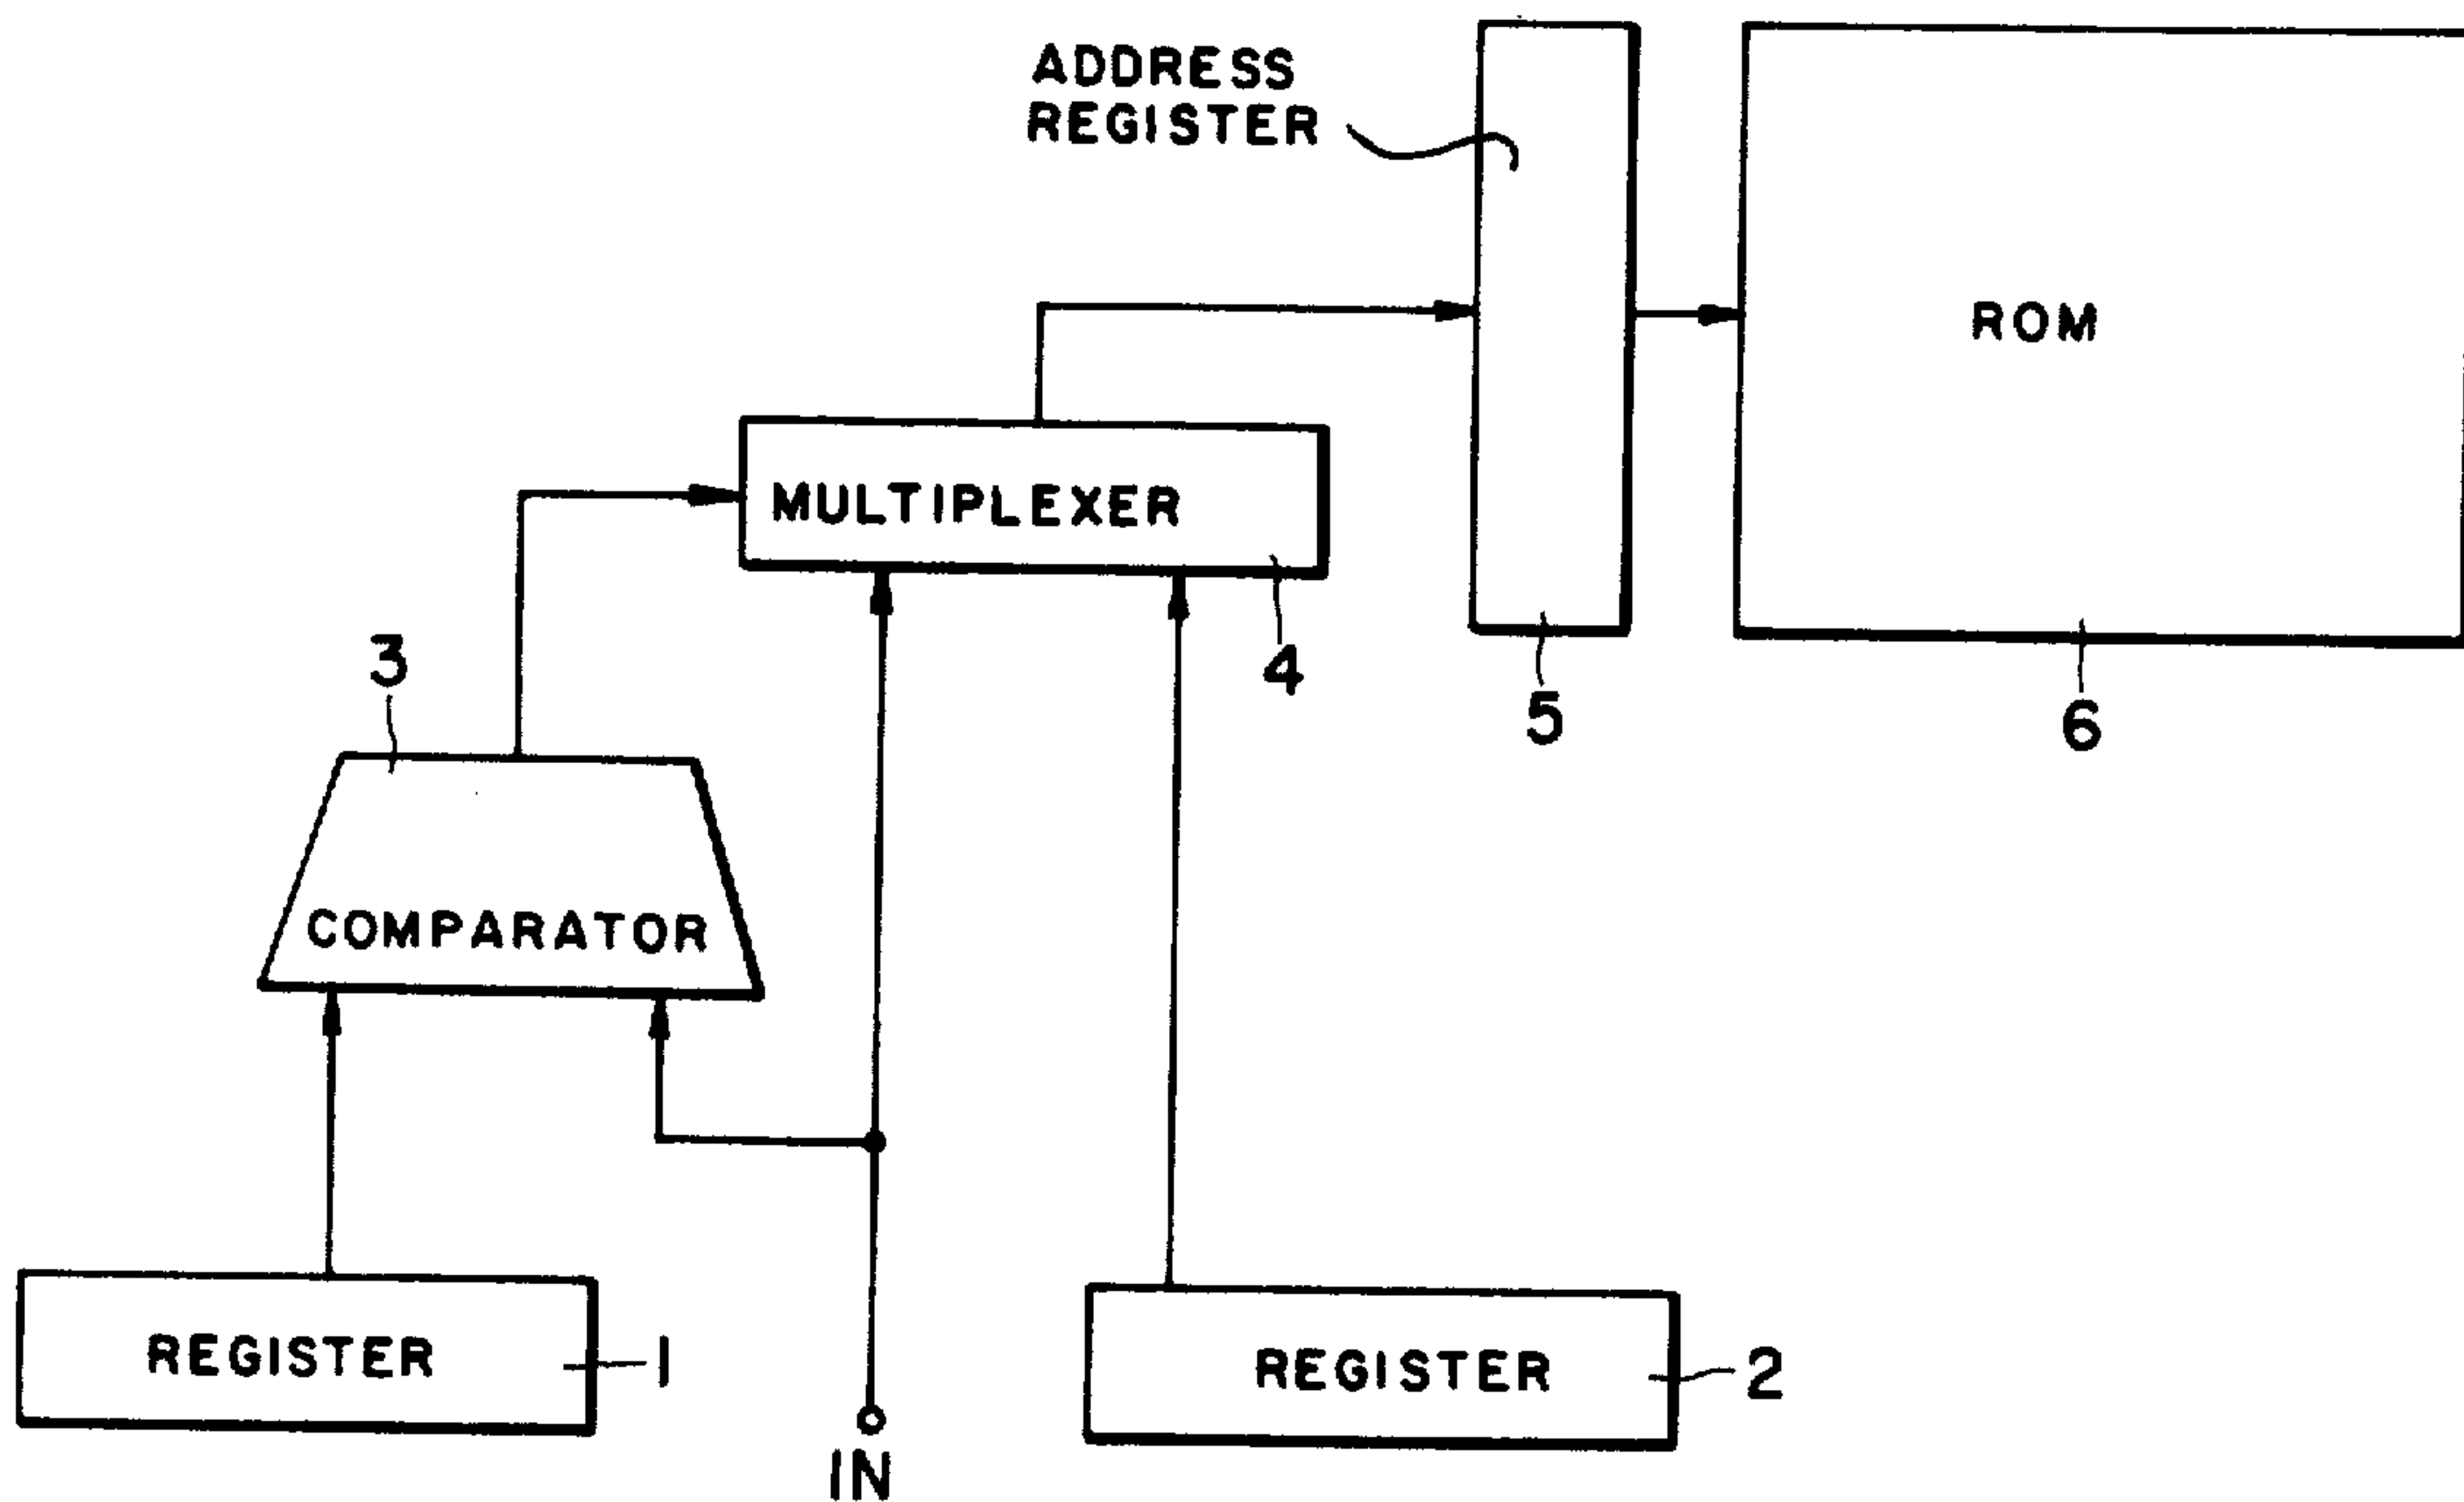 ADDRESS
REGISTER
ROM
MULTIPLEXER
3
4
5
6
COMPARATOR
REGISTER
1
REGISTER
2
IN